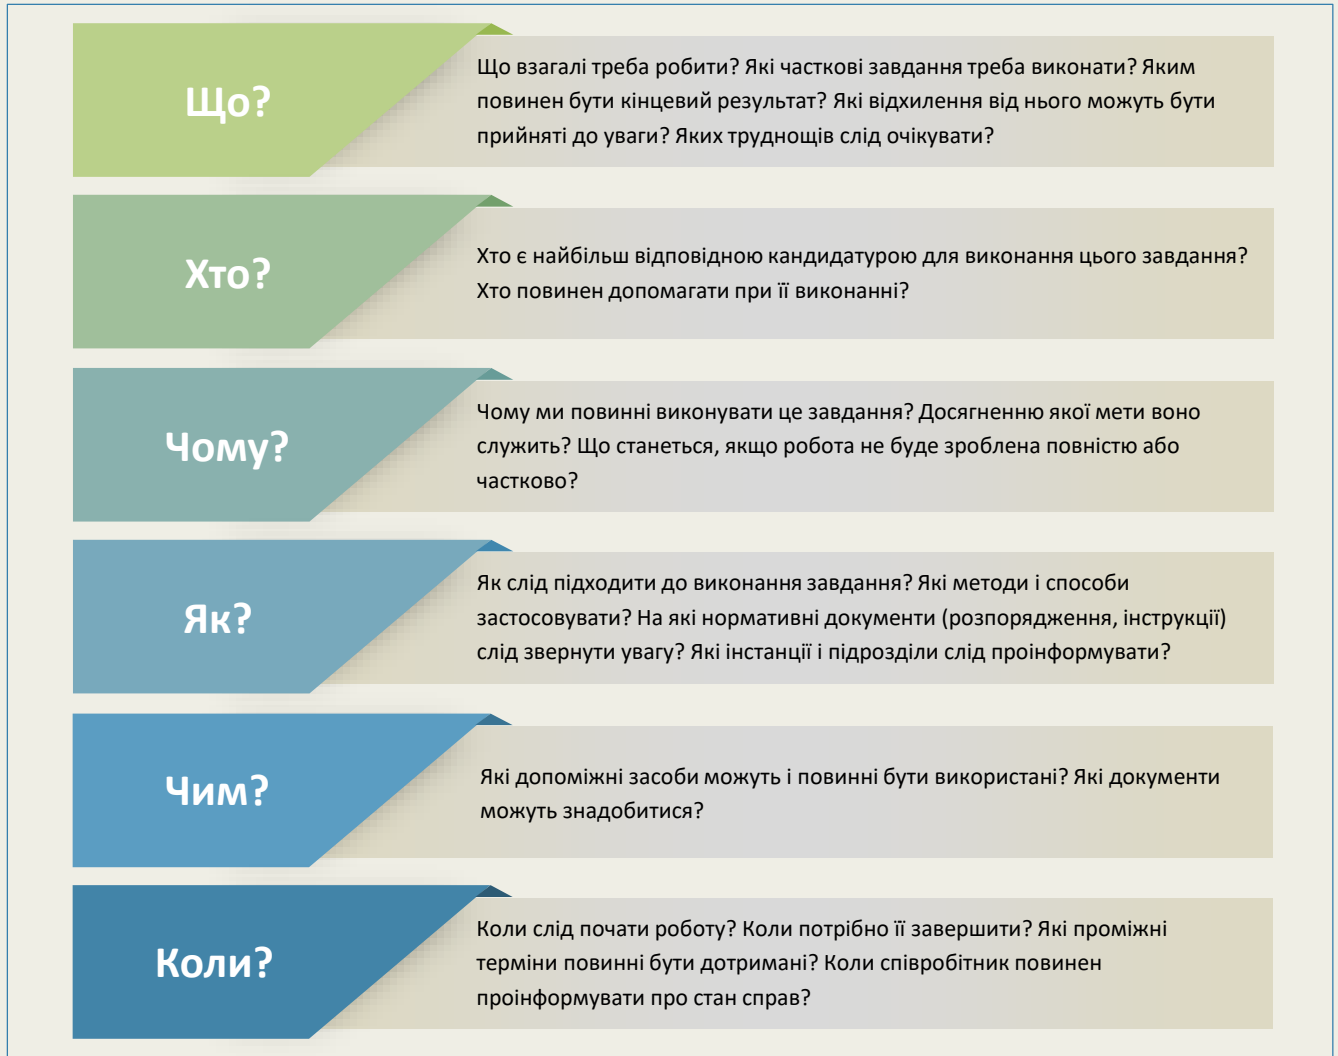 Що?
Що взагалі треба робити? Які часткові завдання треба виконати? Яким
повинен бути кінцевий результат? Які відхилення від нього можуть бути
прийняті до уваги? Яких труднощів слід очікувати?
Хто?
Хто є найбільш відповідною кандидатурою для виконання цього завдання?
Хто повинен допомагати при її виконанні?
Чому?
Чому ми повинні виконувати це завдання? Досягненню якої мети воно
служить? Що станеться, якщо робота не буде зроблена повністю або
частково?
Як?
Як слід підходити до виконання завдання? Які методи і способи
застосовувати? На які нормативні документи (розпорядження, інструкції)
слід звернути увагу? Які інстанції і підрозділи слід проінформувати?
Чим?
Які допоміжні засоби можуть і повинні бути використані? Які документи
можуть знадобитися?
Коли?
Коли слід почати роботу? Коли потрібно її завершити? Які проміжні
терміни повинні бути дотримані? Коли співробітник повинен
проінформувати про стан справ?